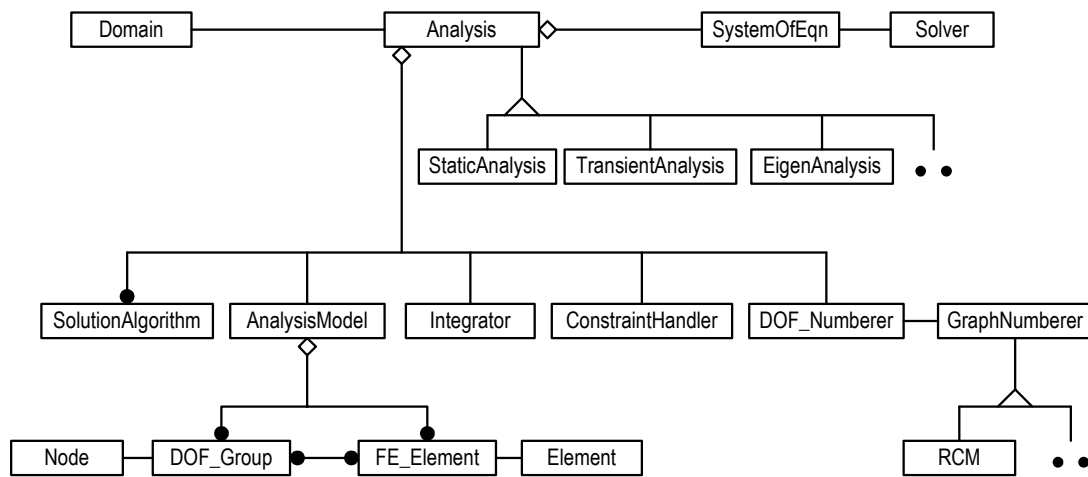 Domain
Analysis
SystemOfEqn
Solver
StaticAnalysis
TransientAnalysis
EigenAnalysis
SolutionAlgorithm
AnalysisModel
Integrator
ConstraintHandler
DOF_Numberer
GraphNumberer
Node
DOF_Group
FE_Element
Element
RCM